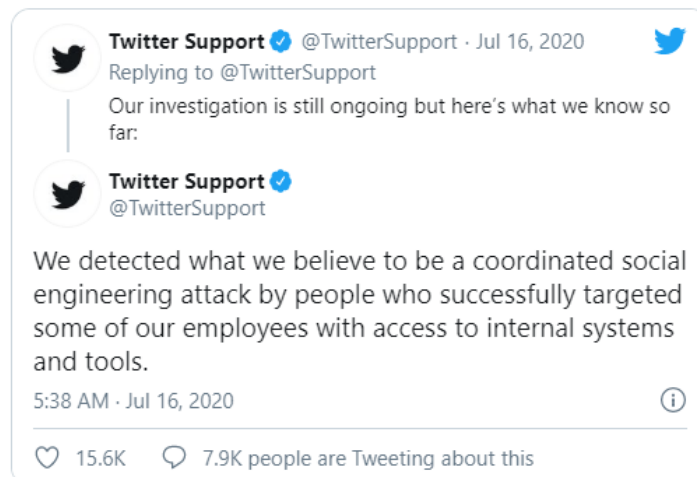 Twitter Support @TwitterSupport · Jul 16, 2020
Replying to @TwitterSupport
Our investigation is still ongoing but here's what we know so
far:
Twitter Support
@TwitterSupport
We detected what we believe to be a coordinated social
engineering attack by people who successfully targeted
some of our employees with access to internal systems
and tools.
5:38 AM · Jul 16, 2020
15.6K 7.9K people are Tweeting about this